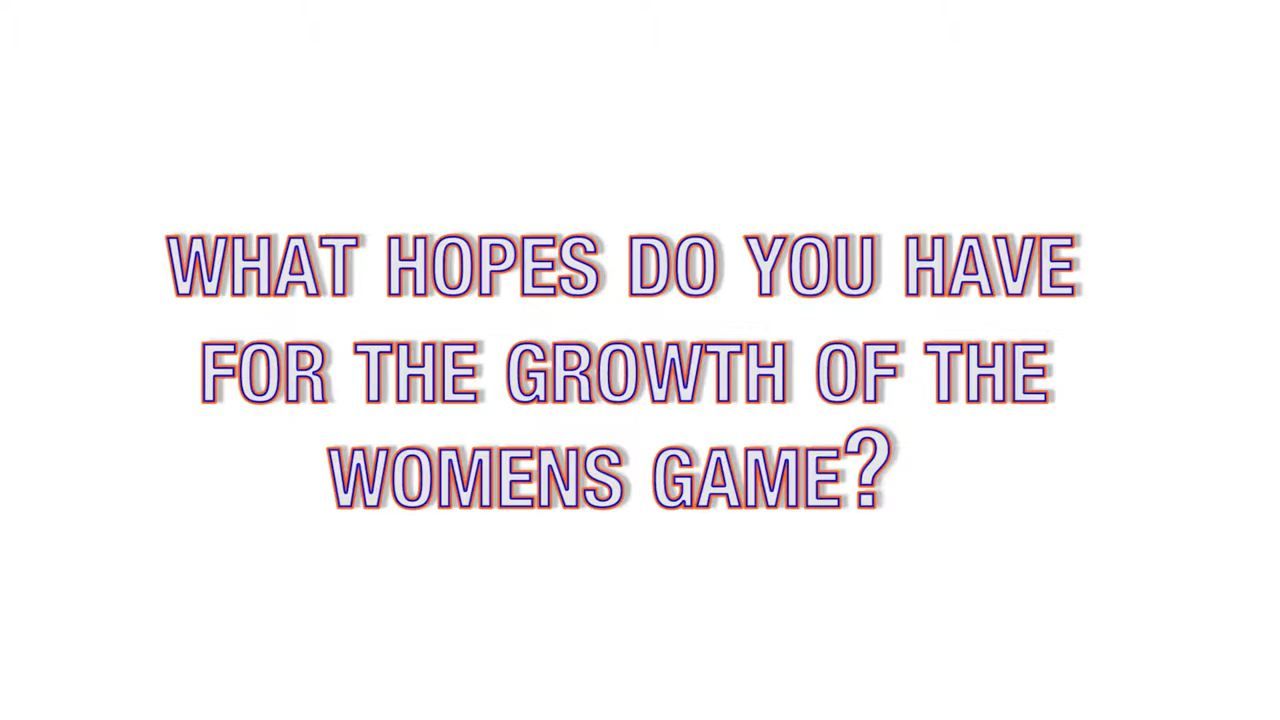 WHAT HOPES DO YOU HAVE
FOR THE GROWTH OF THE
WOMENS GAME?